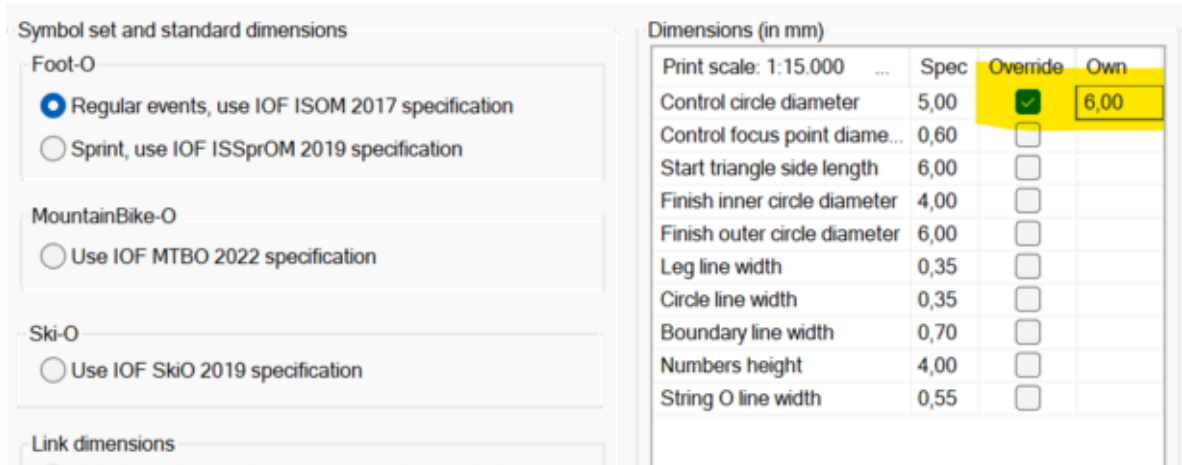 Symbol set and standard dimensions
Foot-O
Regular events, use IOF ISOM 2017 specification
Sprint, use IOF ISSprOM 2019 specification
MountainBike-O
Use IOF MTBO 2022 specification
Ski-O
Use IOF SkiO 2019 specification
Link dimensions
Dimensions (in mm)
Print scale: 1:15.000 ... Spec Override Own
Control circle diameter 5,00 6,00
Control focus point diame... 0,60
Start triangle side length 6,00
Finish inner circle diameter 4,00
Finish outer circle diameter 6,00
Leg line width 0,35
Circle line width 0,35
Boundary line width 0,70
Numbers height 4,00
String O line width 0,55